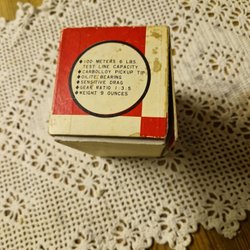 ●100 METERS 6 LBS.
TEST LINE CAPACITY
●CARBOLLOY PICKUP TIP
●OILITE BEARING
●SENSITIVE DRAG
●GEAR RATIO 1:3.5
●WEIGHT 9 OUNCES